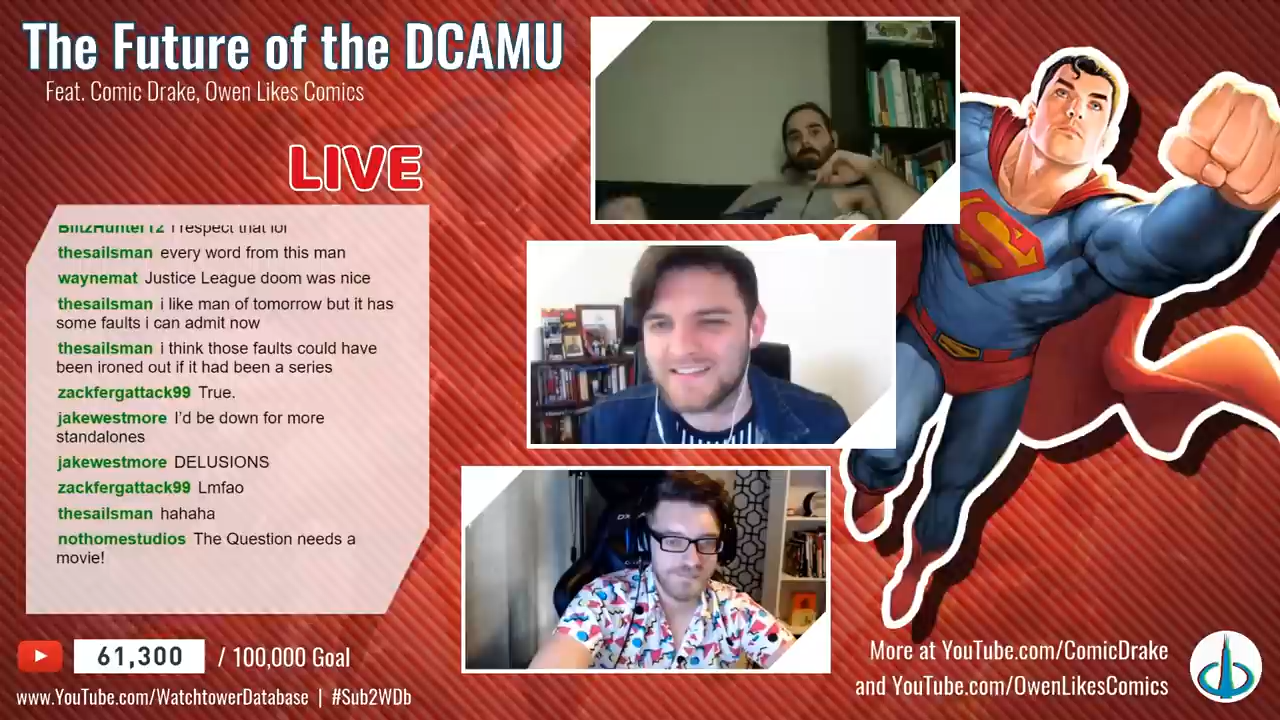 The Future of the DCAMU
Feat. Comic Drake, Owen Likes Comics
LIVE
BlitzHunter12 I respect that lol
thesailsman every word from this man
waynemat Justice League doom was nice
thesailsman i like man of tomorrow but it has
some faults i can admit now
thesailsman i think those faults could have
been ironed out if it had been a series
zackfergattack99 True.
jakewestmore I'd be down for more
standalones
jakewestmore DELUSIONS
zackfergattack99 Lmfao
thesailsman hahaha
nothomestudios The Question needs a
movie!
61,300 / 100,000 Goal
www.YouTube.com/WatchtowerDatabase | #Sub2WDb
More at YouTube.com/ComicDrake
and YouTube.com/OwenLikesComics